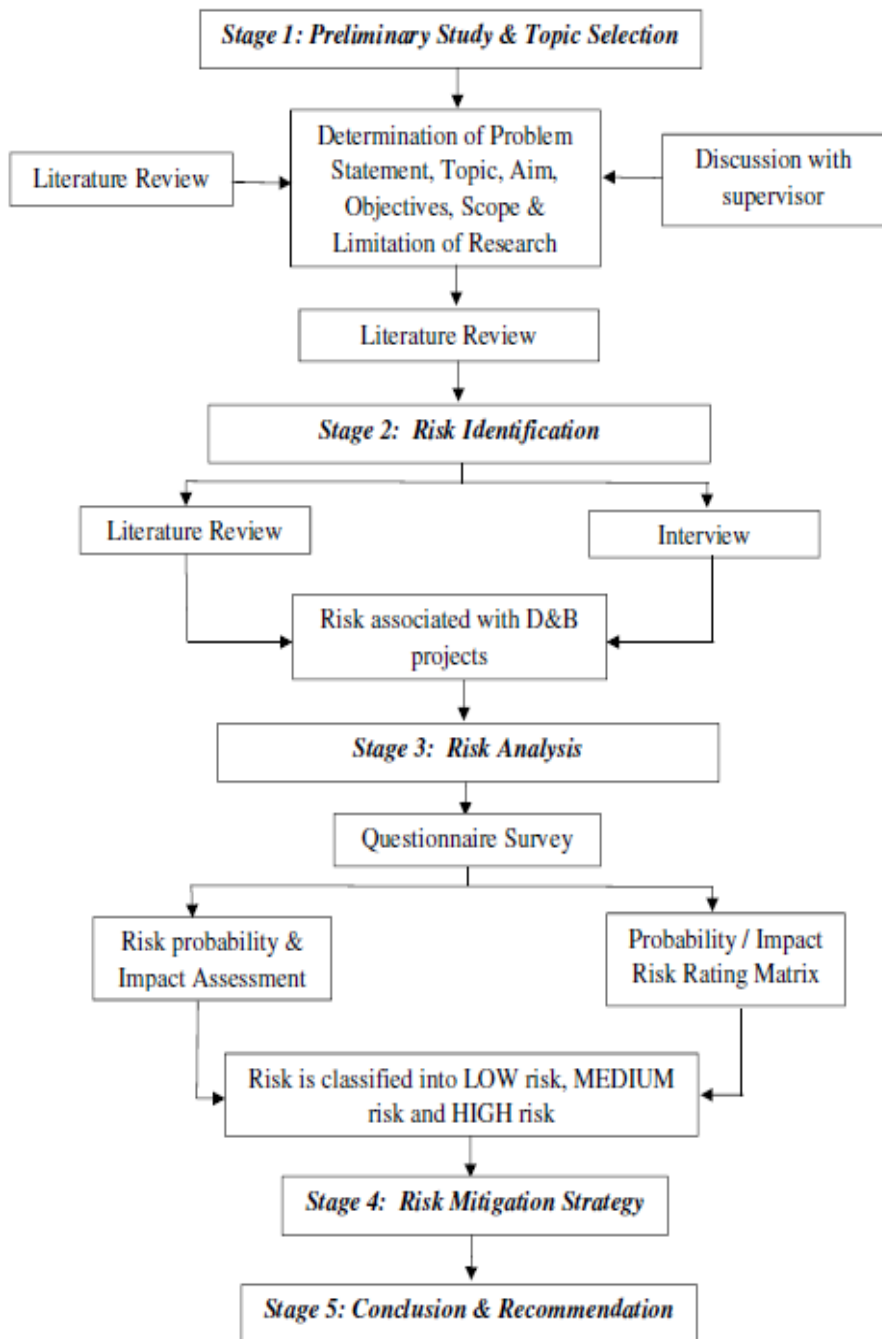 Stage 1: Preliminary Study & Topic Selection
Determination of Problem
Statement, Topic, Aim,
Objectives, Scope &
Limitation of Research
Literature Review
Discussion with
supervisor
Literature Review
Stage 2: Risk Identification
Literature Review
Interview
Risk associated with D&B
projects
Stage 3: Risk Analysis
Questionnaire Survey
Risk probability &
Impact Assessment
Probability / Impact
Risk Rating Matrix
Risk is classified into LOW risk, MEDIUM
risk and HIGH risk
Stage 4: Risk Mitigation Strategy
Stage 5: Conclusion & Recommendation